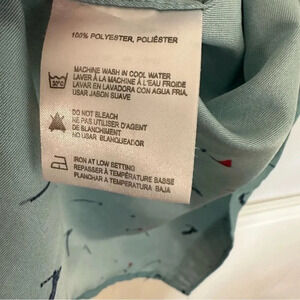 100% POLYESTER, POLIÉSTER
30°C
MACHINE WASH IN COOL WATER
LAVER À LA MACHINE À L'EAU FROIDE
LAVAR EN LAVADORA CON AGUA FRIA,
USAR JABON SUAVE
DO NOT BLEACH
NE PAS UTILISER D'AGENT
DE BLANCHIMENT
NO USAR BLANQUEADOR
IRON AT LOW SETTING
REPASSER À TEMPÉRATURE BASSE
PLANCHAR A TEMPERATURA BAJA